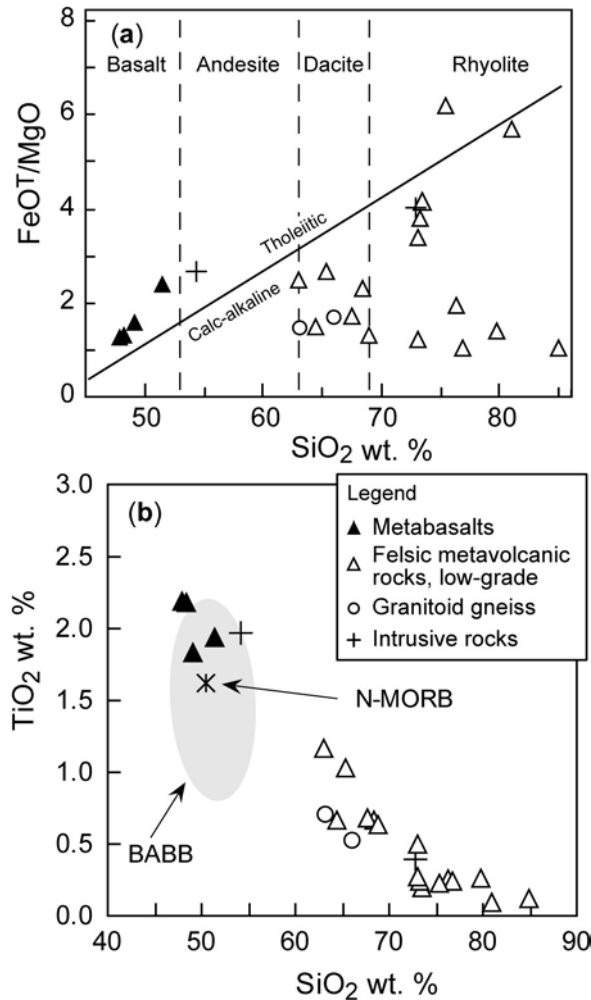 (a)
Basalt Andesite Dacite Rhyolite
8
6
4
2
0
FeOᵀ/MgO
Tholeiitic
Calc-alkaline
50 60 70 80
SiO₂ wt. %
(b)
3.0
2.5
2.0
1.5
1.0
0.5
0.0
TiO₂ wt. %
Legend
Metabasalts
Felsic metavolcanic
rocks, low-grade
Granitoid gneiss
Intrusive rocks
N-MORB
BABB
40 50 60 70 80 90
SiO₂ wt. %